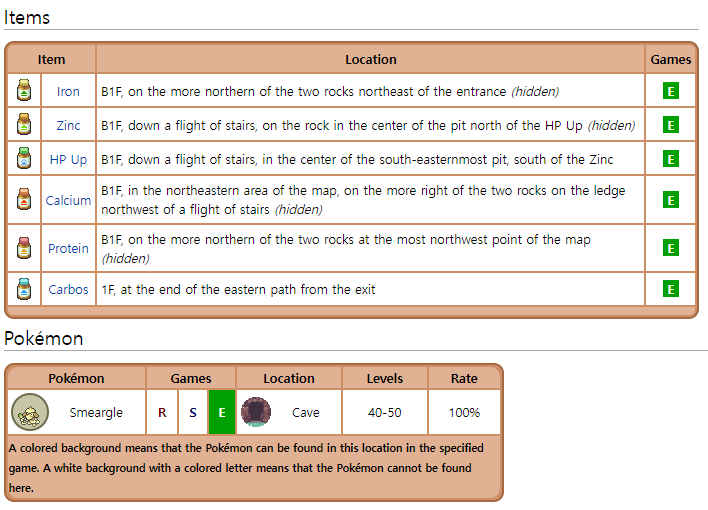 Items
Item Location Games
Iron B1F, on the more northern of the two rocks northeast of the entrance (hidden) E
Zinc B1F, down a flight of stairs, on the rock in the center of the pit north of the HP Up (hidden) E
HP Up B1F, down a flight of stairs, in the center of the south-easternmost pit, south of the Zinc E
Calcium B1F, in the northeastern area of the map, on the more right of the two rocks on the ledge
northwest of a flight of stairs (hidden) E
Protein B1F, on the more northern of the two rocks at the most northwest point of the map
(hidden) E
Carbos 1F, at the end of the eastern path from the exit E
Pokémon
Pokémon Games Location Levels Rate
Smeargle R S E Cave 40-50 100%
A colored background means that the Pokémon can be found in this location in the specified
game. A white background with a colored letter means that the Pokémon cannot be found
here.